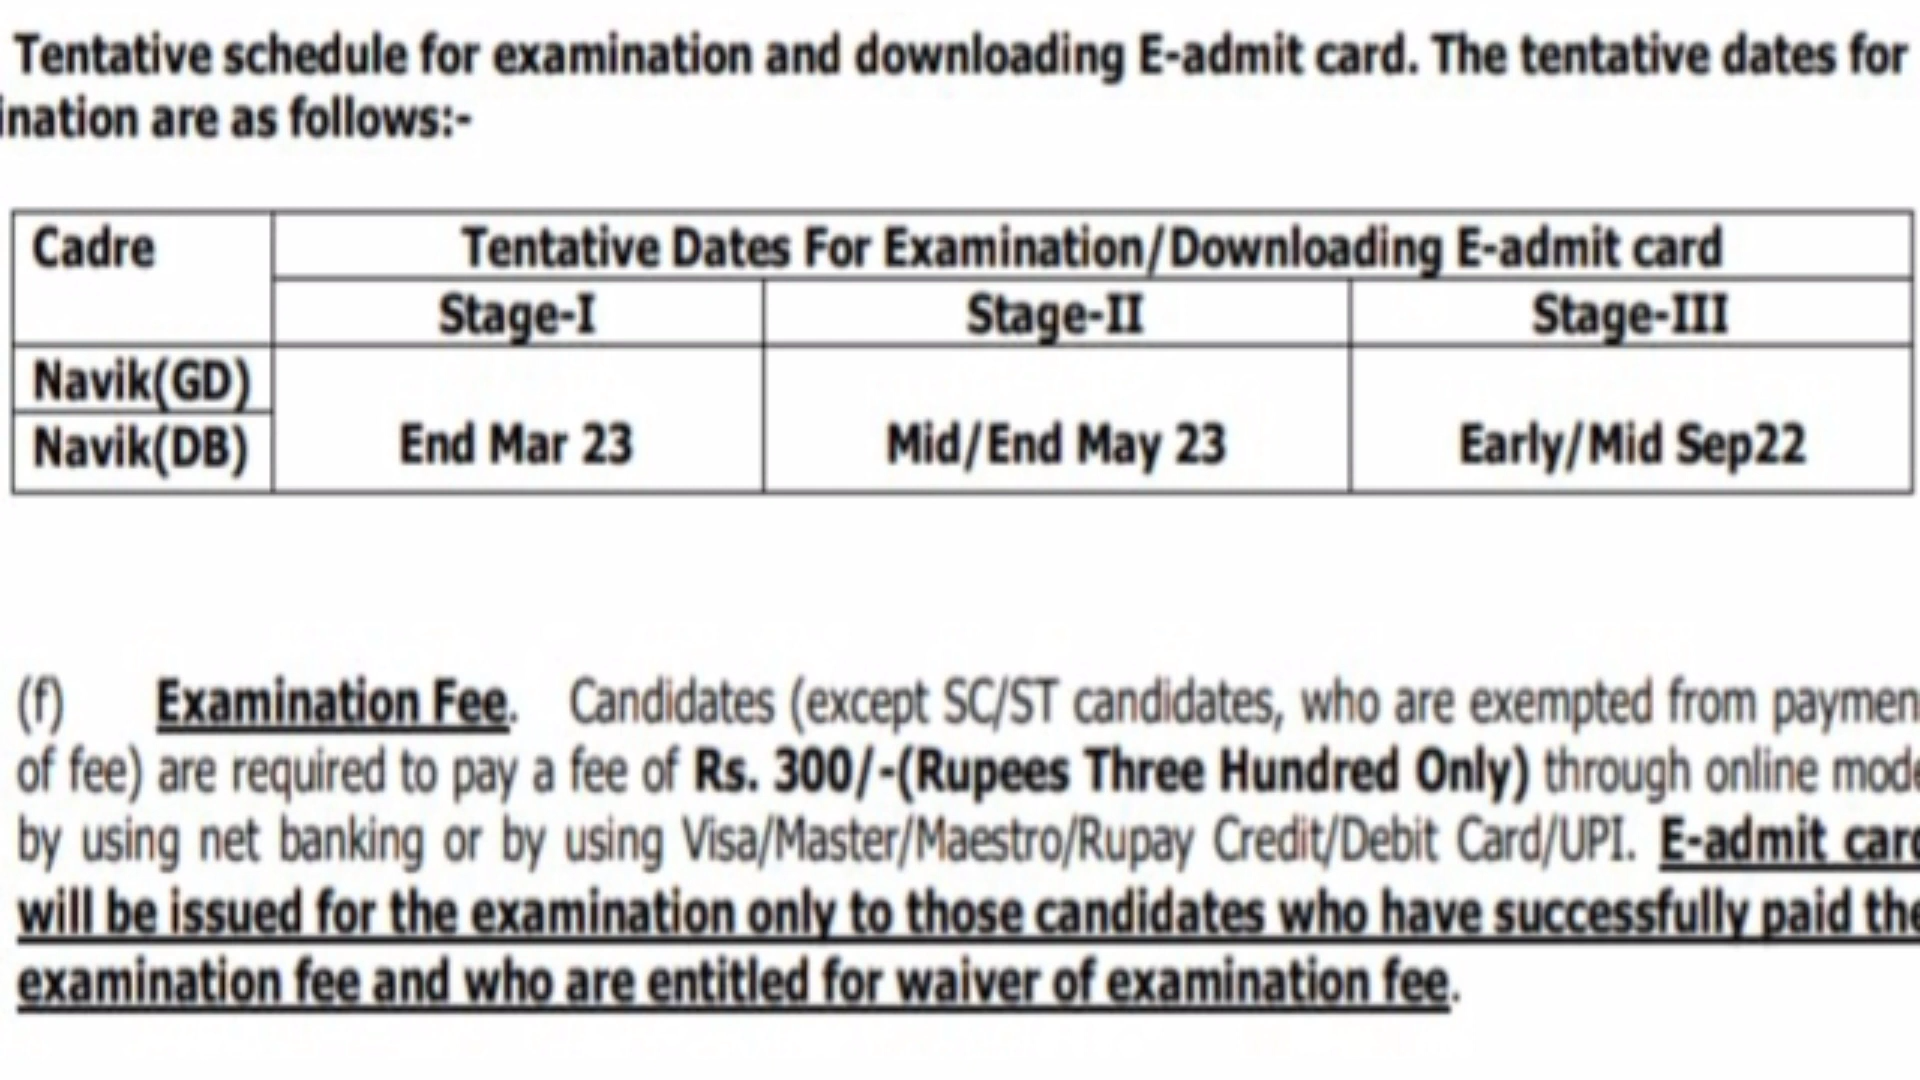 Tentative schedule for examination and downloading E-admit card. The tentative dates for
ination are as follows:-
Cadre
Tentative Dates For Examination/Downloading E-admit card
Stage-I
Stage-II
Stage-III
Navik(GD)
Navik(DB)
End Mar 23
Mid/End May 23
Early/Mid Sep22
(f) Examination Fee. Candidates (except SC/ST candidates, who are exempted from paymen
of fee) are required to pay a fee of Rs. 300/-(Rupees Three Hundred Only) through online mode
by using net banking or by using Visa/Master/Maestro/Rupay Credit/Debit Card/UPI. E-admit card
will be issued for the examination only to those candidates who have successfully paid the
examination fee and who are entitled for waiver of examination fee.